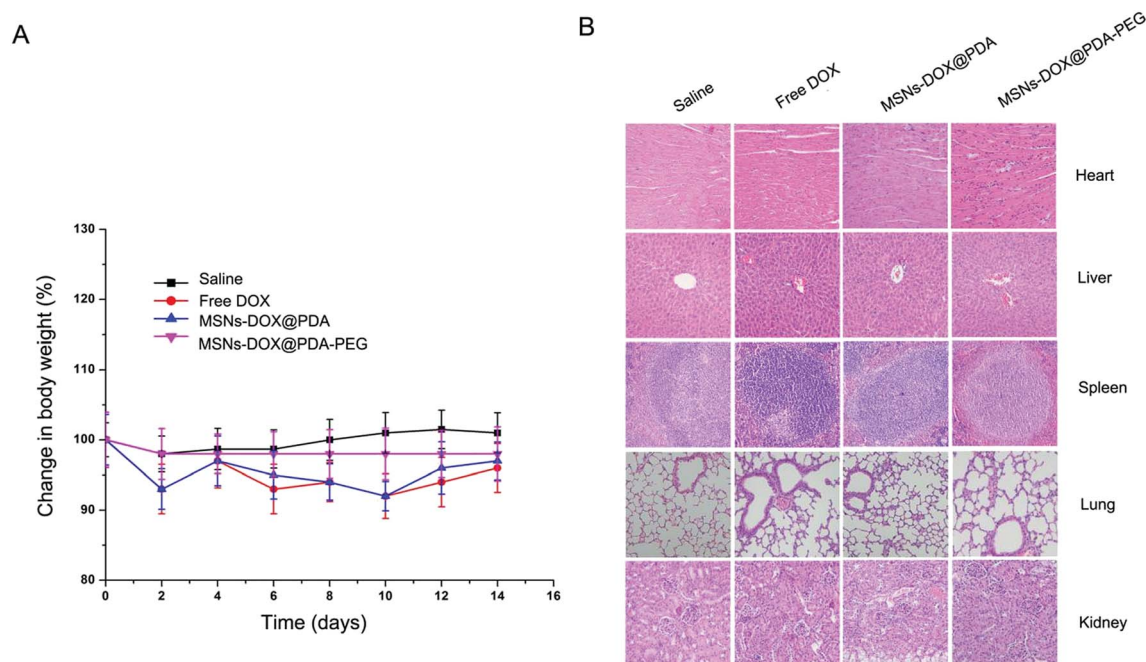 A
Change in body weight (%)
130
120
110
100
90
80
Saline
Free DOX
MSNs-DOX@PDA
MSNs-DOX@PDA-PEG
0 2 4 6 8 10 12 14 16
Time (days)
B
Saline
Free DOX
MSNs-DOX@PDA
MSNs-DOX@PDA-PEG
Heart
Liver
Spleen
Lung
Kidney